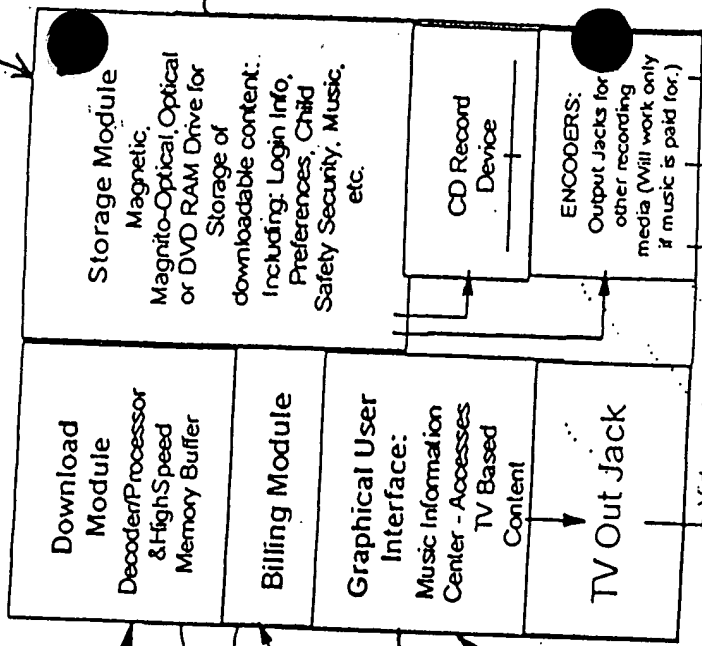 Storage Module
Magnetic,
Magnito-Optical, Optical
or DVD RAM Drive for
Storage of
downloadable content:
Including: Login Info,
Preferences, Child
Safety Security, Music,
etc.
CD Record
Device
ENCODERS:
Output Jacks for
other recording
media (Will work only
if music is paid for.)
Download
Module
Decoder/Processor
& High Speed
Memory Buffer
Billing Module
Graphical User
Interface:
Music Information
Center - Accesses
TV Based
Content
TV Out Jack